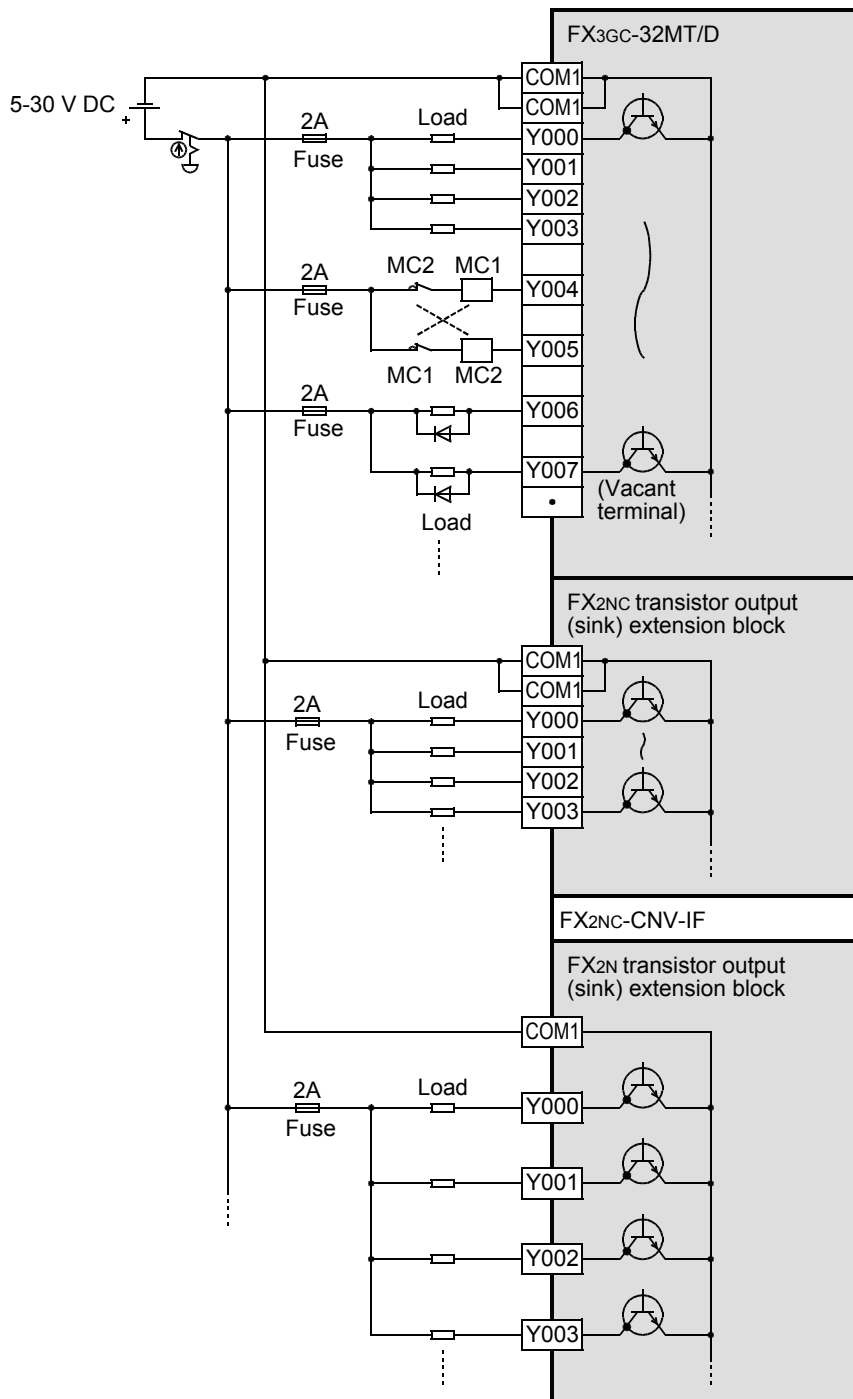 FX3GC-32MT/D
COM1
5-30 V DC
+
COM1
2A
Load
Y000
Fuse
Y001
Y002
Y003
MC2 MC1
2A
Y004
Fuse
Y005
MC1 MC2
2A
Y006
Fuse
Y007
(Vacant
terminal)
Load
FX2NC transistor output
(sink) extension block
COM1
COM1
2A
Load
Y000
Fuse
Y001
Y002
Y003
FX2NC-CNV-IF
FX2N transistor output
(sink) extension block
COM1
2A
Load
Y000
Fuse
Y001
Y002
Y003